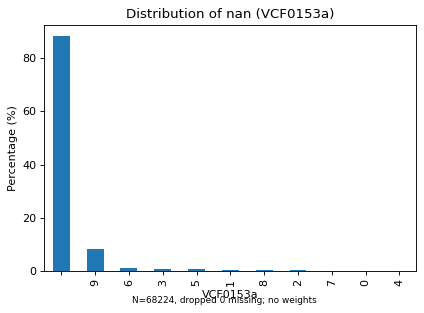 Distribution of nan (VCF0153a)
Percentage (%)
80
60
40
20
0
9 6 3 5 1 8 2 7 0 4
VCF0153a
N=68224, dropped 0 missing; no weights